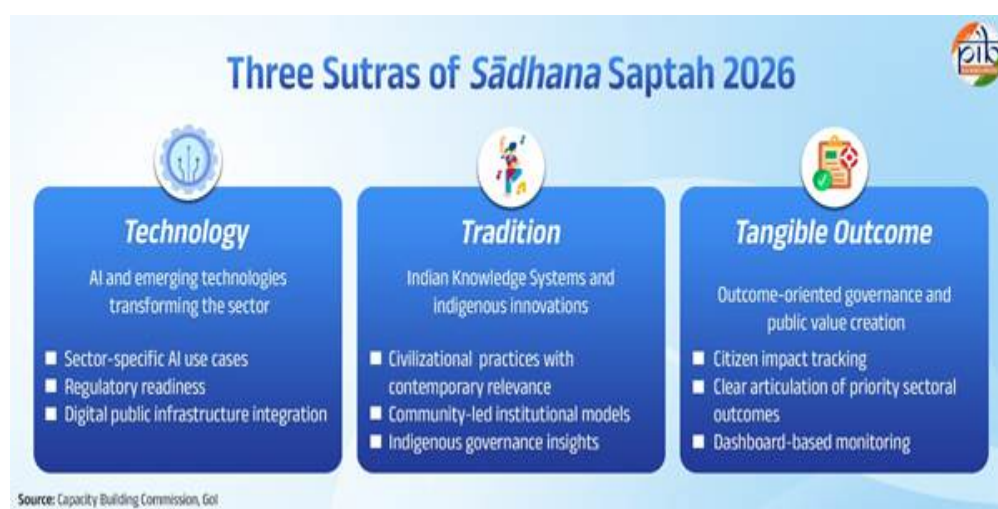 Three Sutras of Sādhana Saptah 2026
pib
Technology
AI and emerging technologies
transforming the sector
Sector-specific AI use cases
Regulatory readiness
Digital public infrastructure integration
Tradition
Indian Knowledge Systems and
indigenous innovations
Civilizational practices with
contemporary relevance
Community-led institutional models
Indigenous governance insights
Tangible Outcome
Outcome-oriented governance and
public value creation
Citizen impact tracking
Clear articulation of priority sectoral
outcomes
Dashboard-based monitoring
Source: Capacity Building Commission, GoI